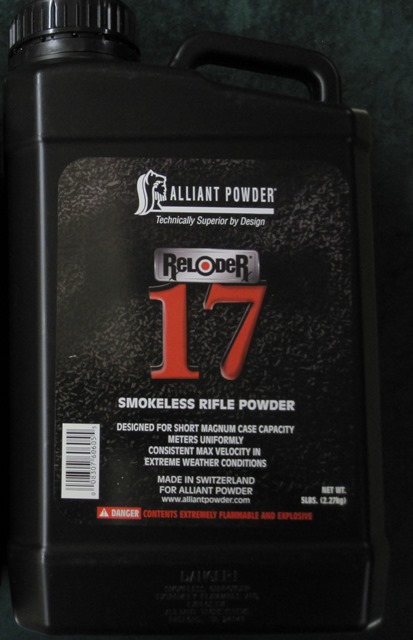 ALLIANT POWDER
Technically Superior by Design
RELODER
17
SMOKELESS RIFLE POWDER
DESIGNED FOR SHORT MAGNUM CASE CAPACITY
METERS UNIFORMLY
CONSISTENT MAX VELOCITY IN
EXTREME WEATHER CONDITIONS
MADE IN SWITZERLAND
FOR ALLIANT POWDER
www.alliantpowder.com
NET WT.
5LBS. (2.27kg)
DANGER CONTENTS EXTREMELY FLAMMABLE AND EXPLOSIVE
DANGER!